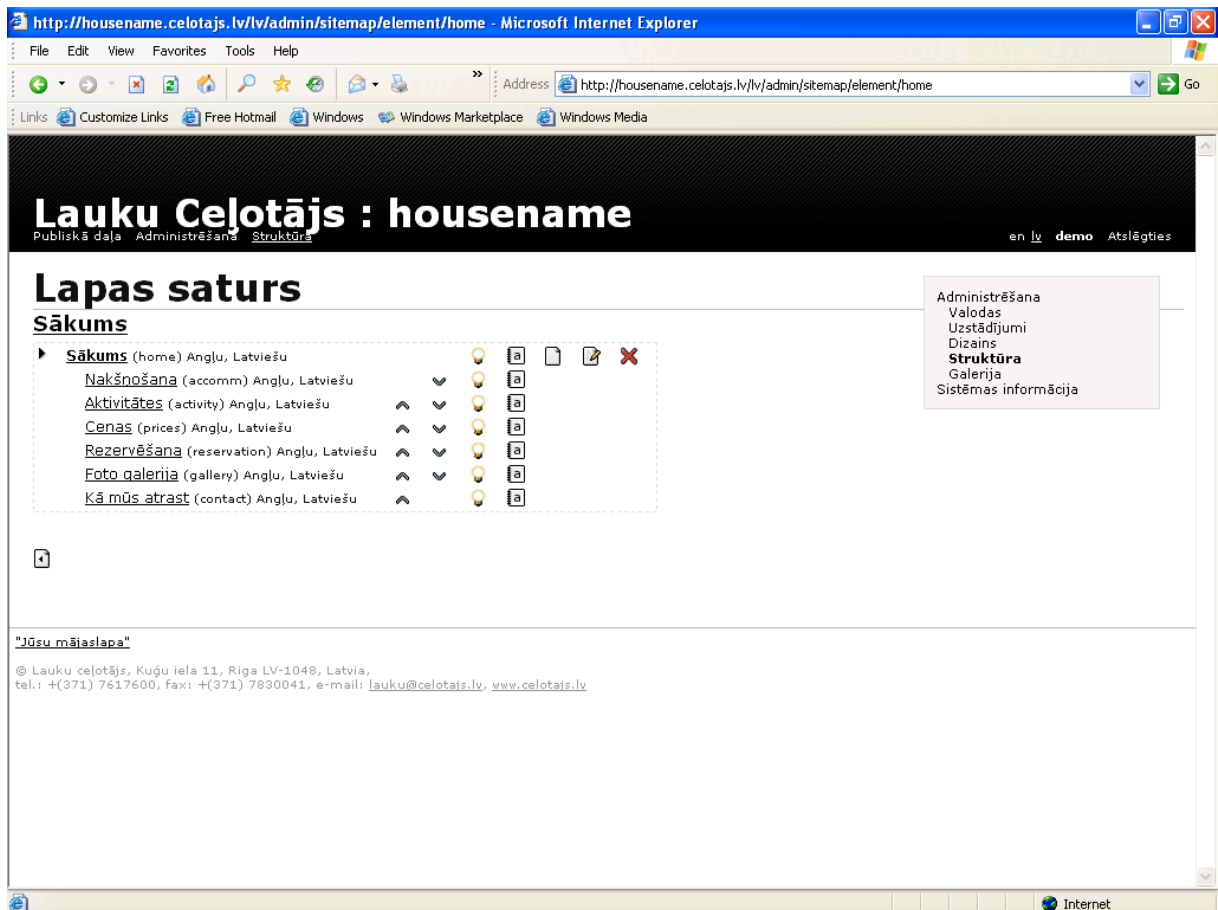 http://housename.celotajs.lv/lv/admin/sitemap/element/home - Microsoft Internet Explorer
File Edit View Favorites Tools Help
» Address http://housename.celotajs.lv/lv/admin/sitemap/element/home Go
Links Customize Links Free Hotmail Windows Windows Marketplace Windows Media
Lauku Ceļotājs : housename
Publiskā daļa Administrēšana Struktūra en lv demo Atslēgties
Lapas saturs
Sākums
Sākums (home) Angļu, Latviešu a
Nakšņošana (accomm) Angļu, Latviešu a
Aktivitātes (activity) Angļu, Latviešu a
Cenas (prices) Angļu, Latviešu a
Rezervēšana (reservation) Angļu, Latviešu a
Foto galerija (gallery) Angļu, Latviešu a
Kā mūs atrast (contact) Angļu, Latviešu a
Administrēšana
Valodas
Uzstādījumi
Dizains
Struktūra
Galerija
Sistēmas informācija
"Jūsu mājaslapa"
© Lauku ceļotājs, Kuģu iela 11, Riga LV-1048, Latvia,
tel.: +(371) 7617600, fax: +(371) 7830041, e-mail: lauku@celotajs.lv, www.celotajs.lv
Internet